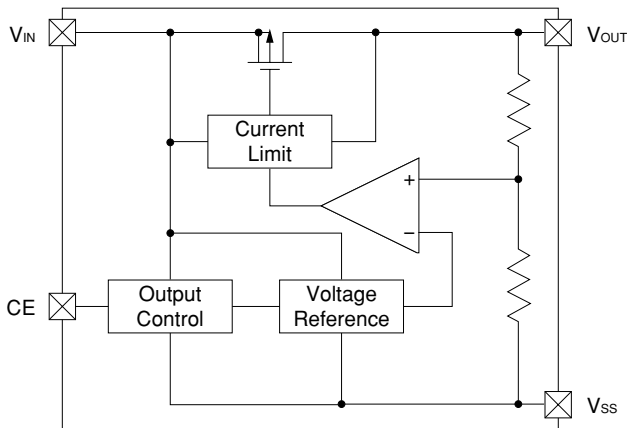 VIN
VOUT
Current
Limit
+
−
CE
Output
Control
Voltage
Reference
VSS